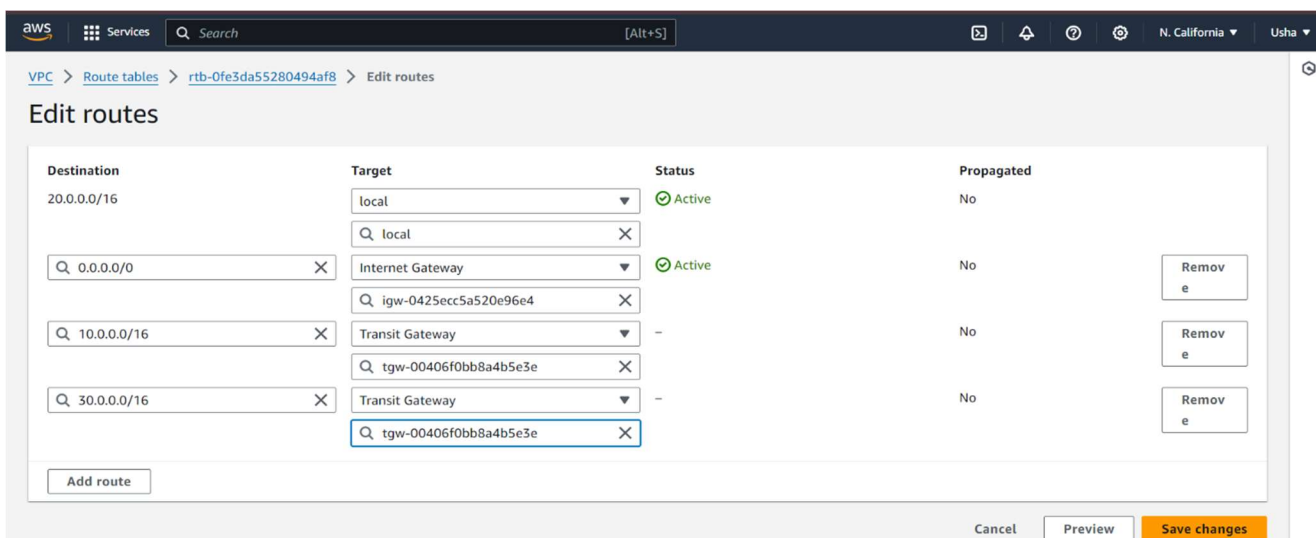 aws Services Search [Alt+S] N. California Usha
VPC > Route tables > rtb-0fe3da55280494af8 > Edit routes
Edit routes
Destination Target Status Propagated
20.0.0.0/16 local Active No
local
0.0.0.0/0 Internet Gateway Active No Remov
e
igw-0425ecc5a520e96e4
10.0.0.0/16 Transit Gateway – No Remov
e
tgw-00406f0bb8a4b5e3e
30.0.0.0/16 Transit Gateway – No Remov
e
tgw-00406f0bb8a4b5e3e
Add route
Cancel Preview Save changes